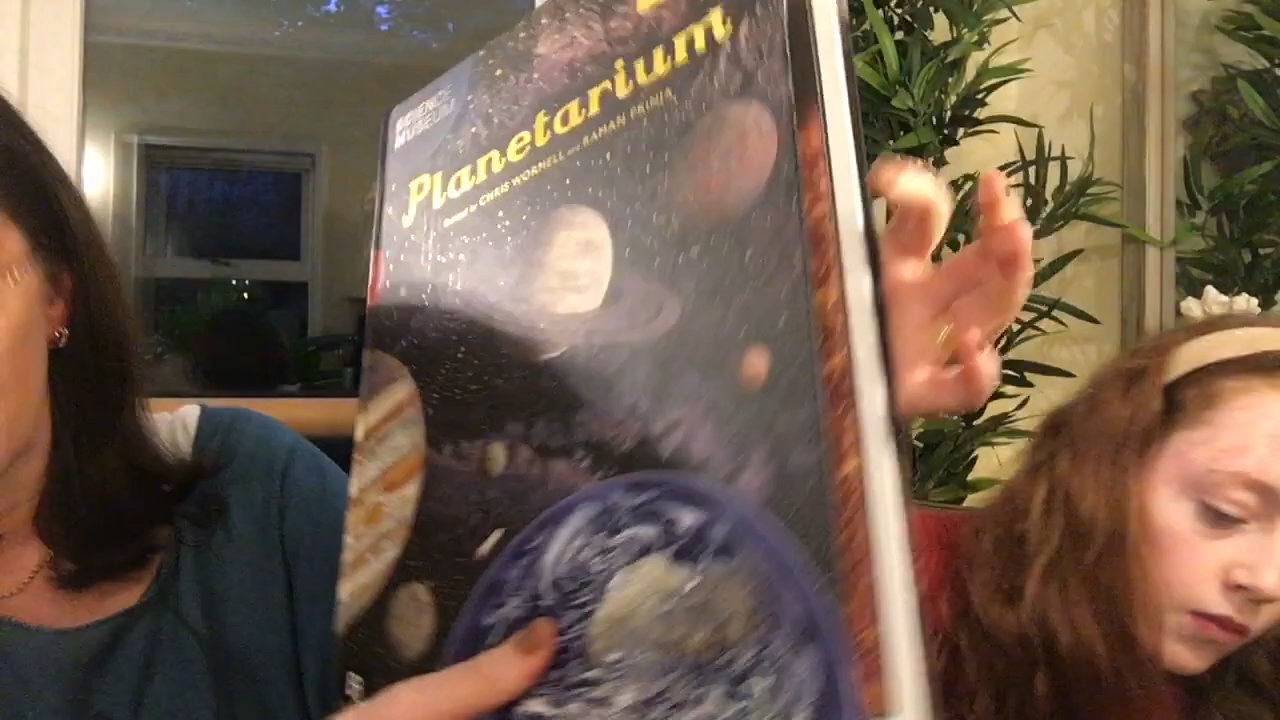 SCIENCE
MUSEUM
Planetarium
Curated by CHRIS WORMELL and RAMAN PRINJA